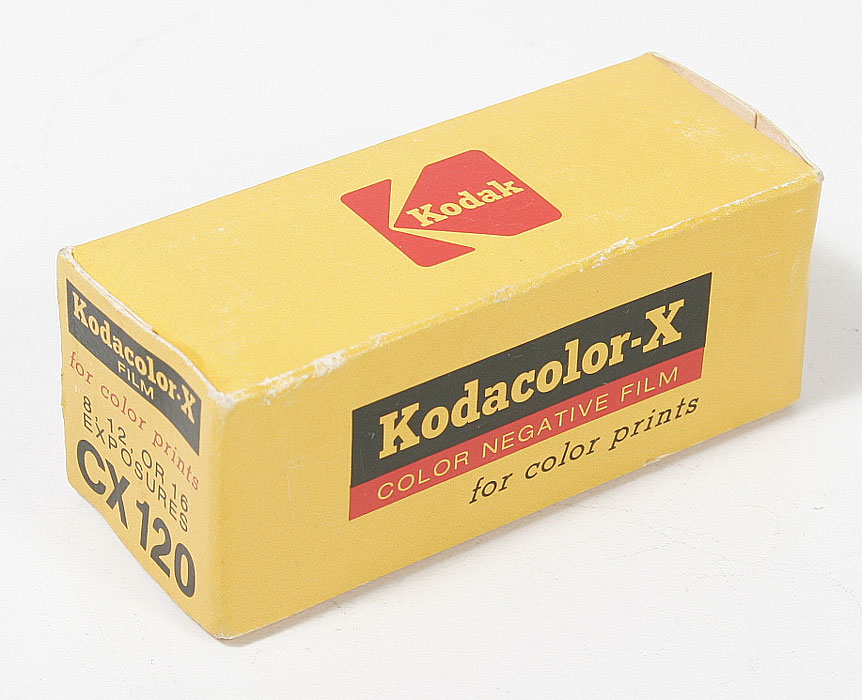 Kodak
Kodacolor-X
COLOR NEGATIVE FILM
for color prints
Kodacolor-X
FILM
for color prints
8, 12, OR 16
EXPOSURES
CX 120